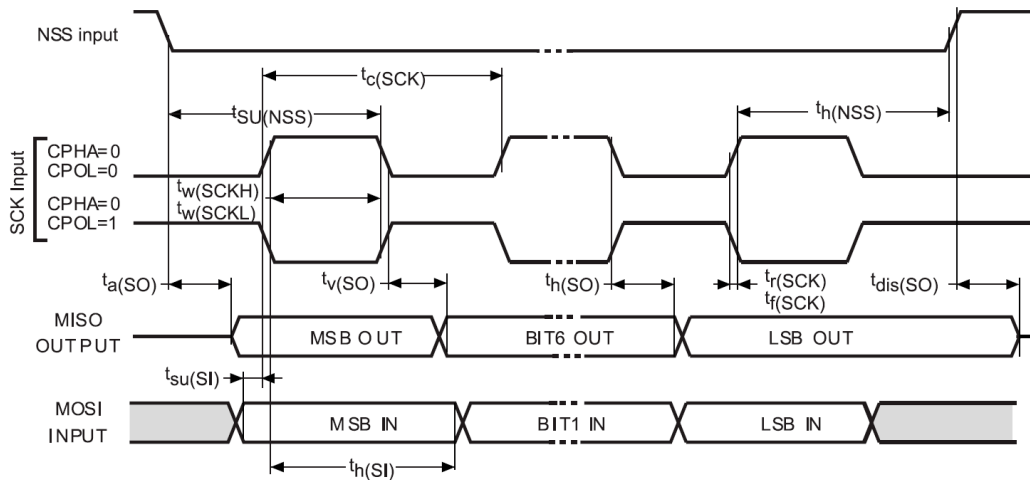 NSS input
tc(SCK)
tSU(NSS)
th(NSS)
SCK Input
CPHA=0
CPOL=0
tw(SCKH)
CPHA=0
tw(SCKL)
CPOL=1
ta(SO)
tv(SO)
th(SO)
tr(SCK)
tf(SCK)
tdis(SO)
MISO
OUTPUT
MSB OUT
BIT6 OUT
LSB OUT
tsu(SI)
MOSI
INPUT
MSB IN
BIT1 IN
LSB IN
th(SI)